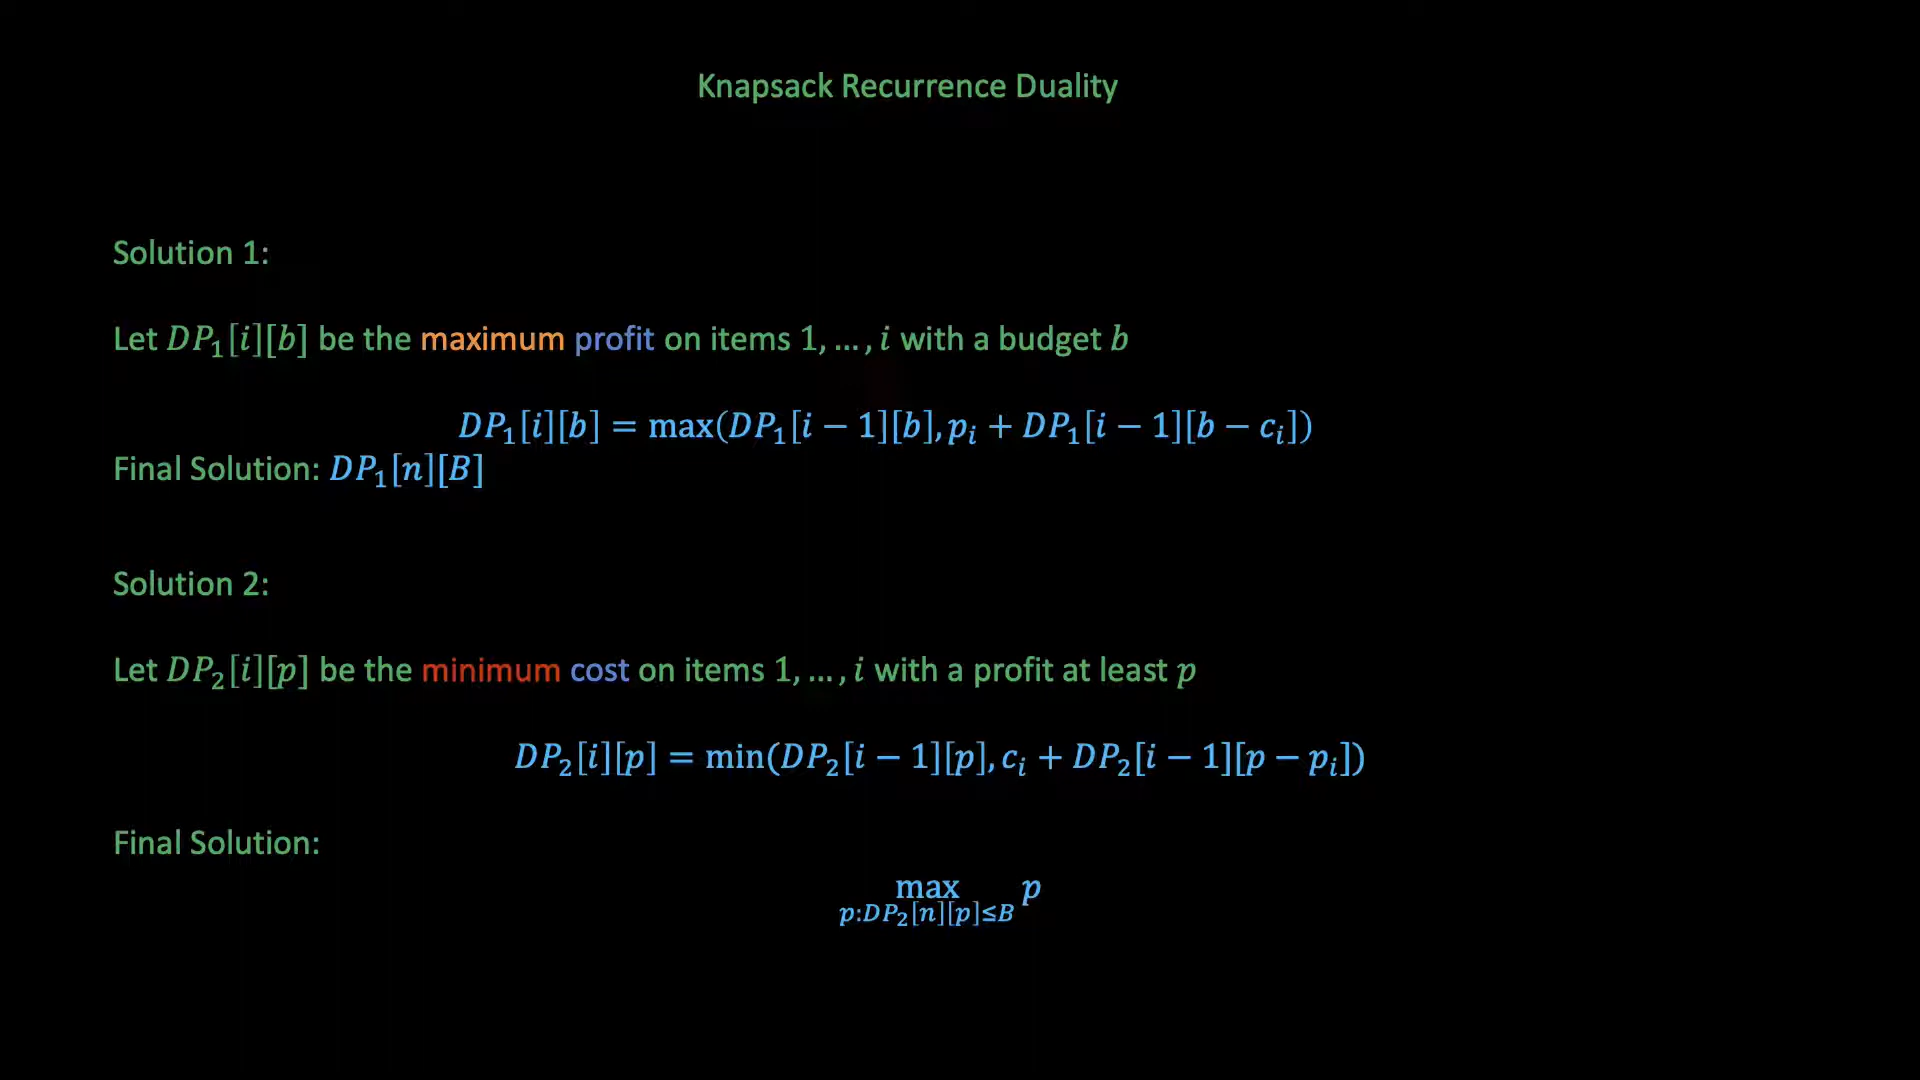 Knapsack Recurrence Duality
Solution 1:
Let 𝐷𝑃₁[𝑖][𝑏] be the maximum profit on items 1, … , 𝑖 with a budget 𝑏
𝐷𝑃₁[𝑖][𝑏] = max(𝐷𝑃₁[𝑖 − 1][𝑏], 𝑝ᵢ + 𝐷𝑃₁[𝑖 − 1][𝑏 − 𝑐ᵢ])
Final Solution: 𝐷𝑃₁[𝑛][𝐵]
Solution 2:
Let 𝐷𝑃₂[𝑖][𝑝] be the minimum cost on items 1, … , 𝑖 with a profit at least 𝑝
𝐷𝑃₂[𝑖][𝑝] = min(𝐷𝑃₂[𝑖 − 1][𝑝], 𝑐ᵢ + 𝐷𝑃₂[𝑖 − 1][𝑝 − 𝑝ᵢ])
Final Solution:
max 𝑝
𝑝:𝐷𝑃₂[𝑛][𝑝]≤𝐵